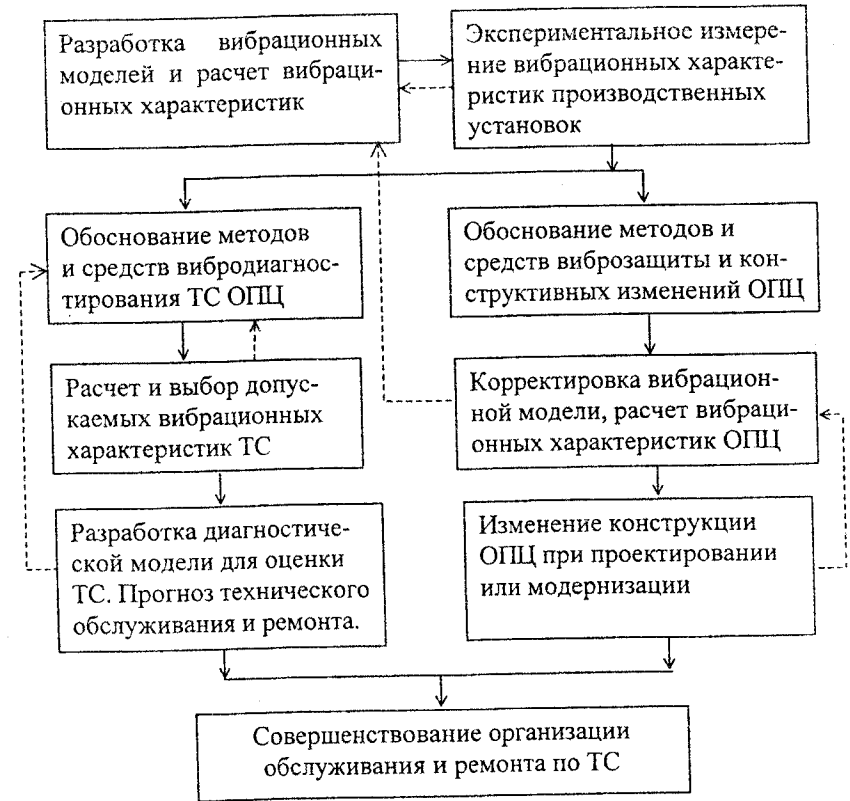 Разработка вибрационных
моделей и расчет вибраци-
онных характеристик
Экспериментальное измере-
ние вибрационных характе-
ристик производственных
установок
Обоснование методов
и средств вибродиагнос-
тирования ТС ОПЦ
Обоснование методов и
средств виброзащиты и кон-
структивных изменений ОПЦ
Расчет и выбор допус-
каемых вибрационных
характеристик ТС
Корректировка вибрацион-
ной модели, расчет вибраци-
онных характеристик ОПЦ
Разработка диагностиче-
ской модели для оценки
ТС. Прогноз технического
обслуживания и ремонта.
Изменение конструкции
ОПЦ при проектировании
или модернизации
Совершенствование организации
обслуживания и ремонта по ТС